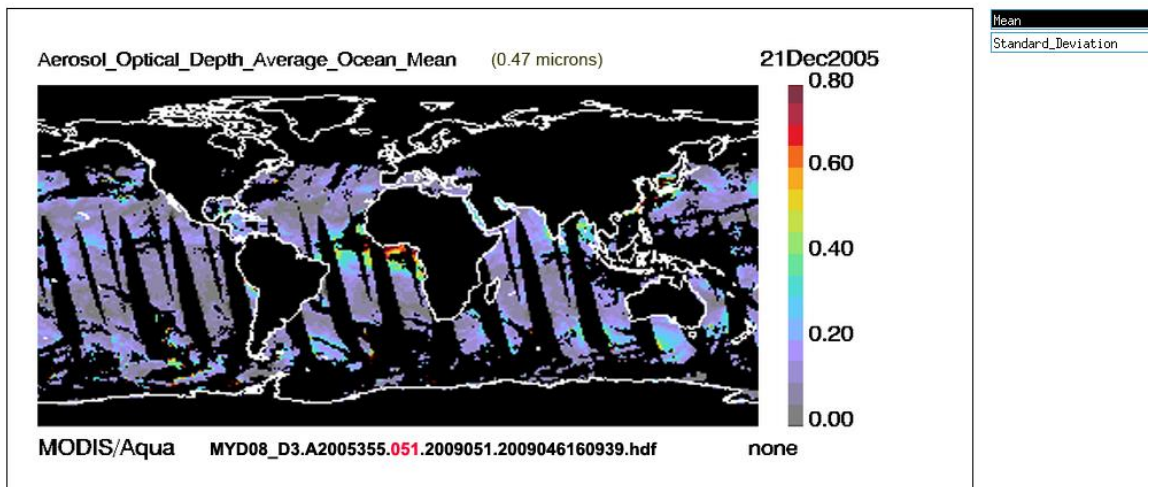 Mean
Standard_Deviation
Aerosol_Optical_Depth_Average_Ocean_Mean (0.47 microns) 21Dec2005
0.80
0.60
0.40
0.20
0.00
MODIS/Aqua MYD08_D3.A2005355.051.2009051.2009046160939.hdf none